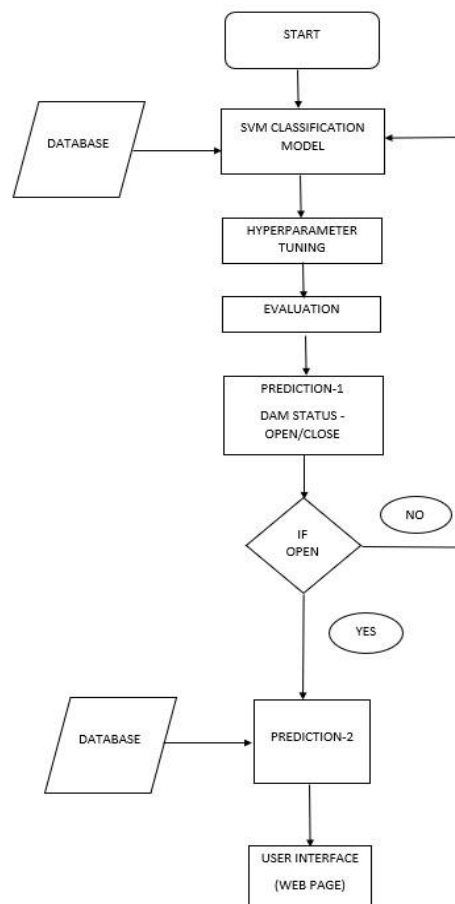 START
DATABASE
SVM CLASSIFICATION
MODEL
HYPERPARAMETER
TUNING
EVALUATION
PREDICTION-1
DAM STATUS -
OPEN/CLOSE
IF
OPEN
NO
YES
DATABASE
PREDICTION-2
USER INTERFACE
(WEB PAGE)